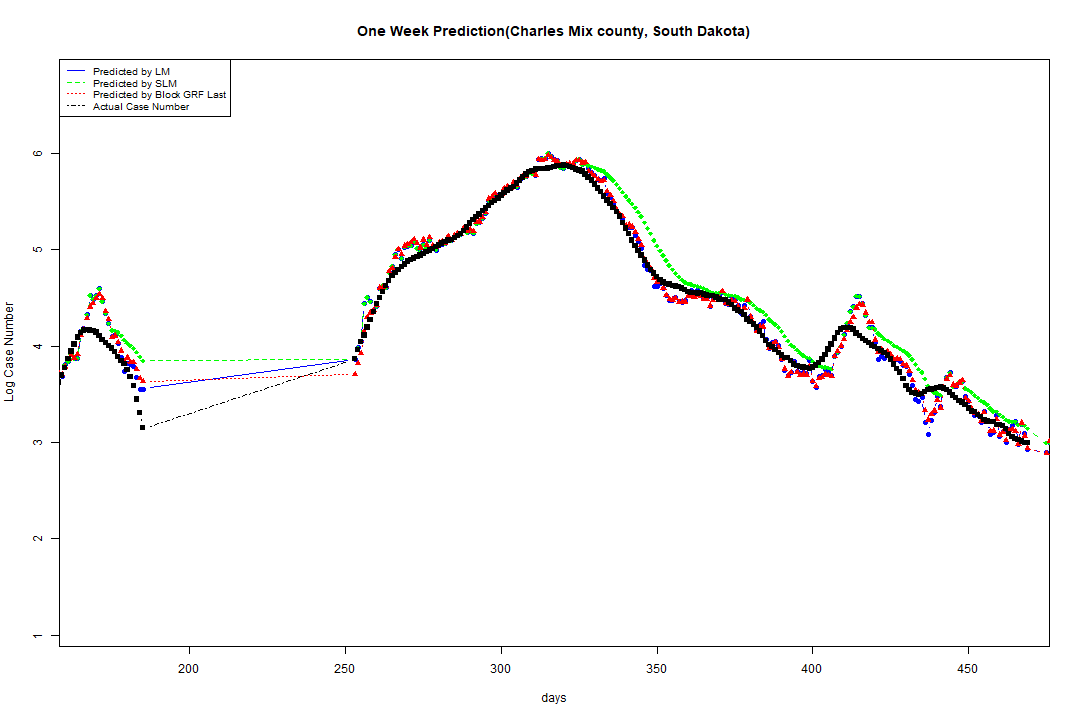 One Week Prediction(Charles Mix county, South Dakota)
Predicted by LM
Predicted by SLM
Predicted by Block GRF Last
Actual Case Number
Log Case Number
6
5
4
3
2
1
200 250 300 350 400 450
days